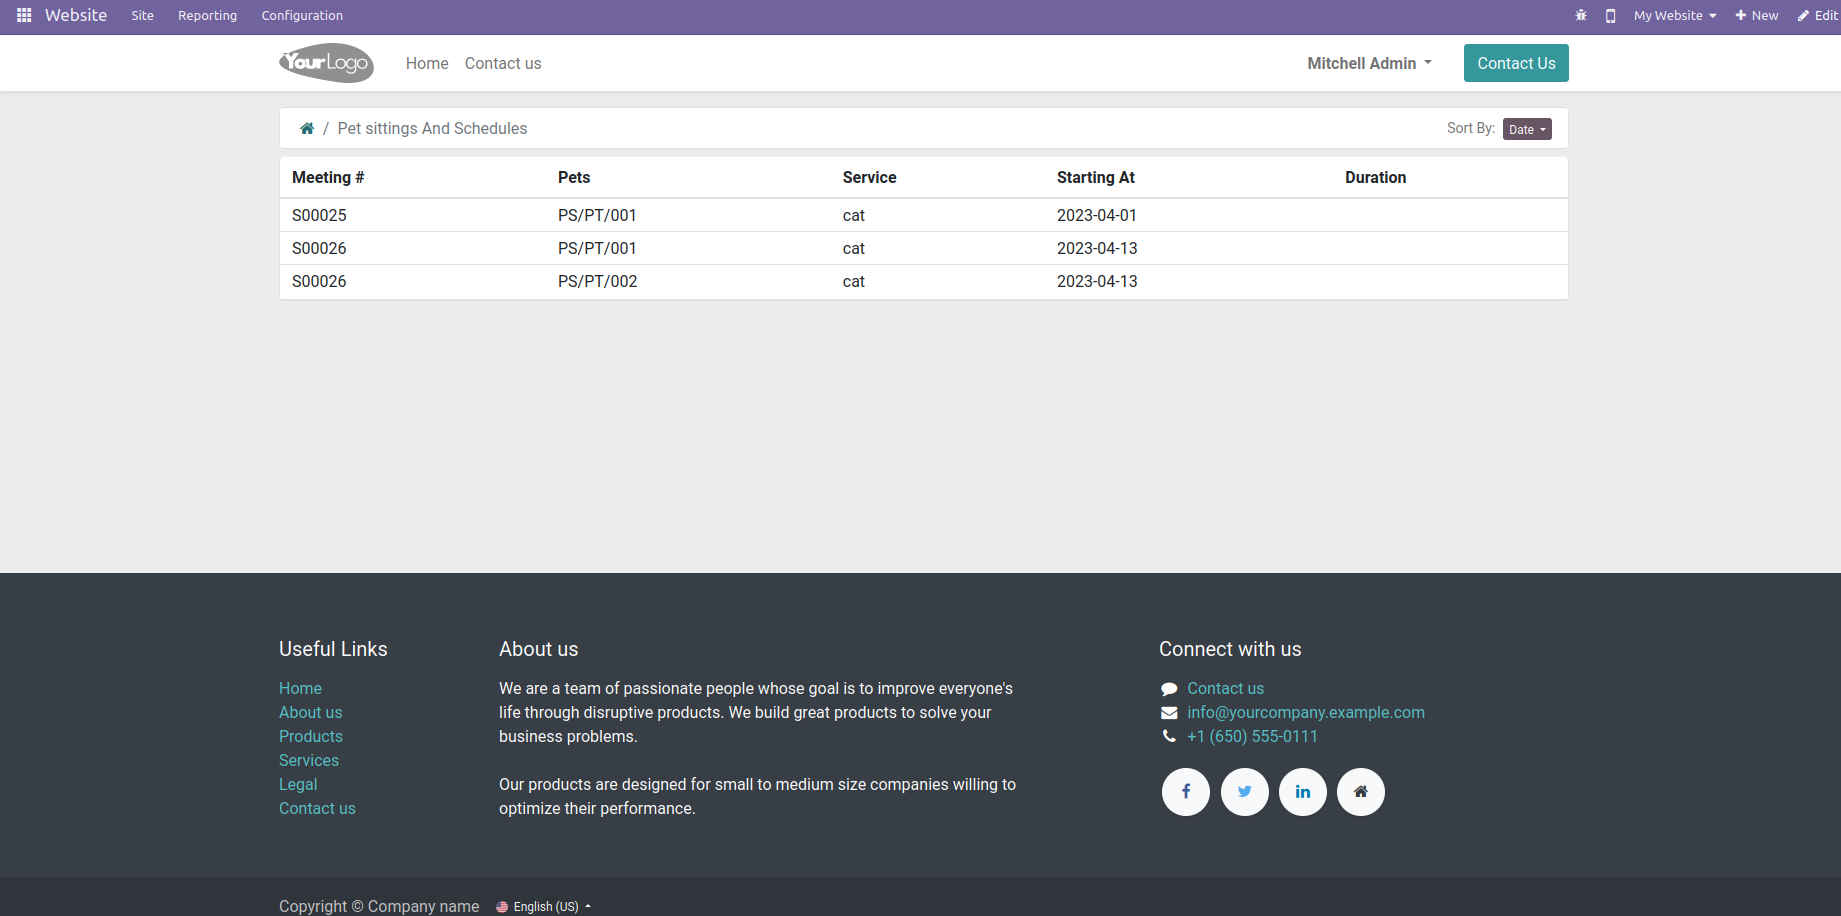 Website Site Reporting Configuration My Website New Edit
YourLogo Home Contact us Mitchell Admin Contact Us
/ Pet sittings And Schedules Sort By: Date
Meeting # Pets Service Starting At Duration
S00025 PS/PT/001 cat 2023-04-01
S00026 PS/PT/001 cat 2023-04-13
S00026 PS/PT/002 cat 2023-04-13
Useful Links
Home
About us
Products
Services
Legal
Contact us
About us
We are a team of passionate people whose goal is to improve everyone's
life through disruptive products. We build great products to solve your
business problems.
Our products are designed for small to medium size companies willing to
optimize their performance.
Connect with us
Contact us
info@yourcompany.example.com
+1 (650) 555-0111
Copyright © Company name English (US)